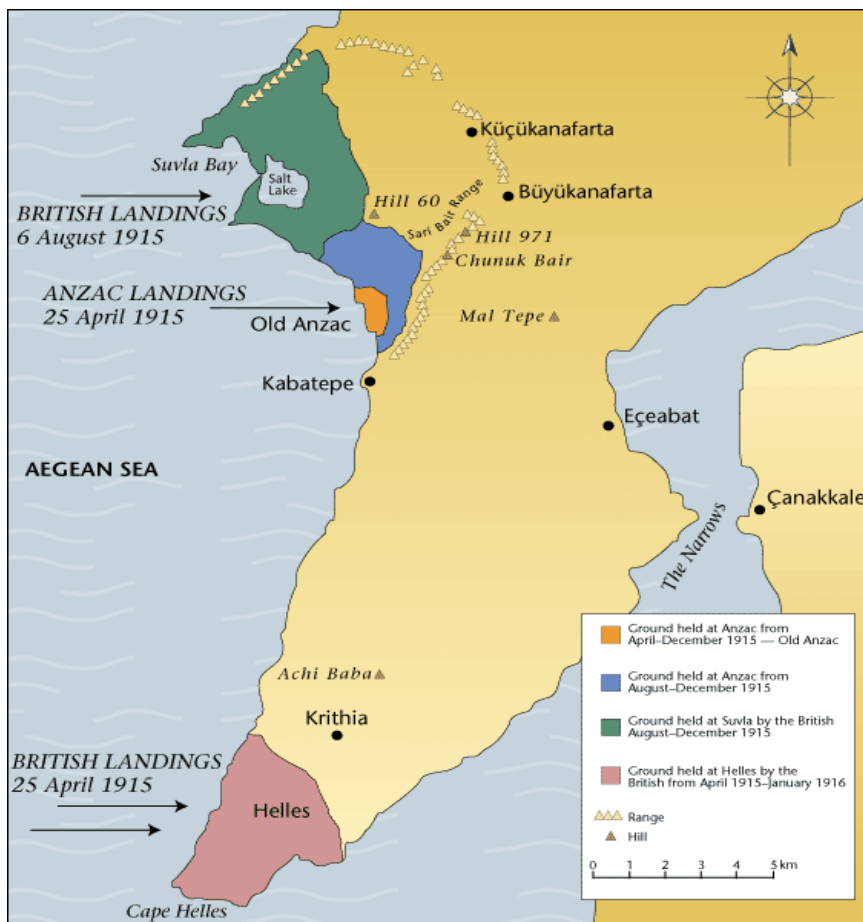 Küçükanafarta
Suvla Bay
Salt
Lake
Büyükanafarta
BRITISH LANDINGS
6 August 1915
Hill 60
Sari Bait Range
Hill 971
Chunuk Bair
ANZAC LANDINGS
25 April 1915
Old Anzac
Mal Tepe
Kabatepe
Eçeabat
AEGEAN SEA
Çanakkale
The Narrows
Achi Baba
Krithia
BRITISH LANDINGS
25 April 1915
Helles
Cape Helles
Ground held at Anzac from
April–December 1915 — Old Anzac
Ground held at Anzac from
August–December 1915
Ground held at Suvla by the British
August–December 1915
Ground held at Helles by the
British from April 1915–January 1916
Range
Hill
0 1 2 3 4 5 km